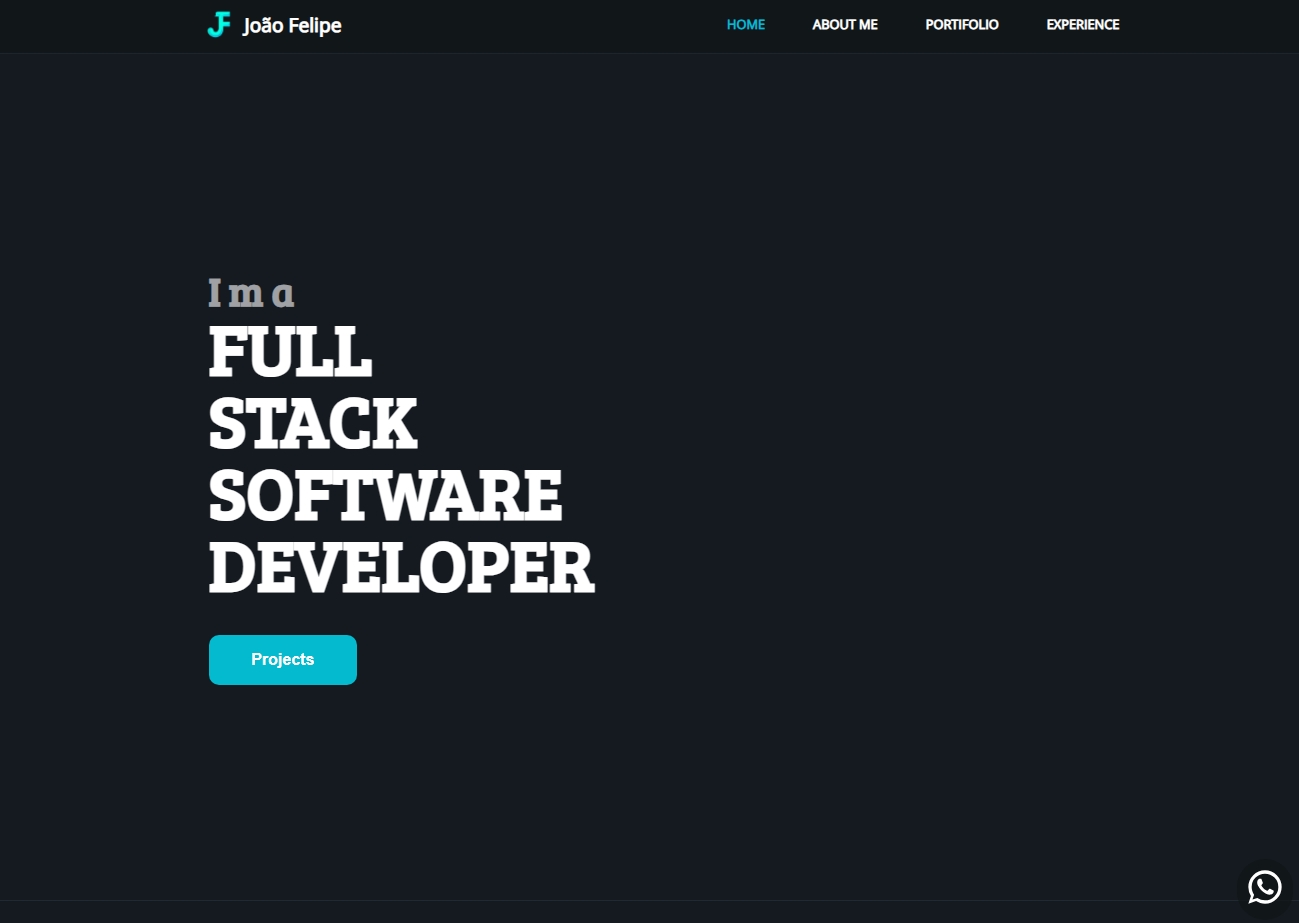 JF João Felipe
HOME ABOUT ME PORTIFOLIO EXPERIENCE
I m a
FULL
STACK
SOFTWARE
DEVELOPER
Projects